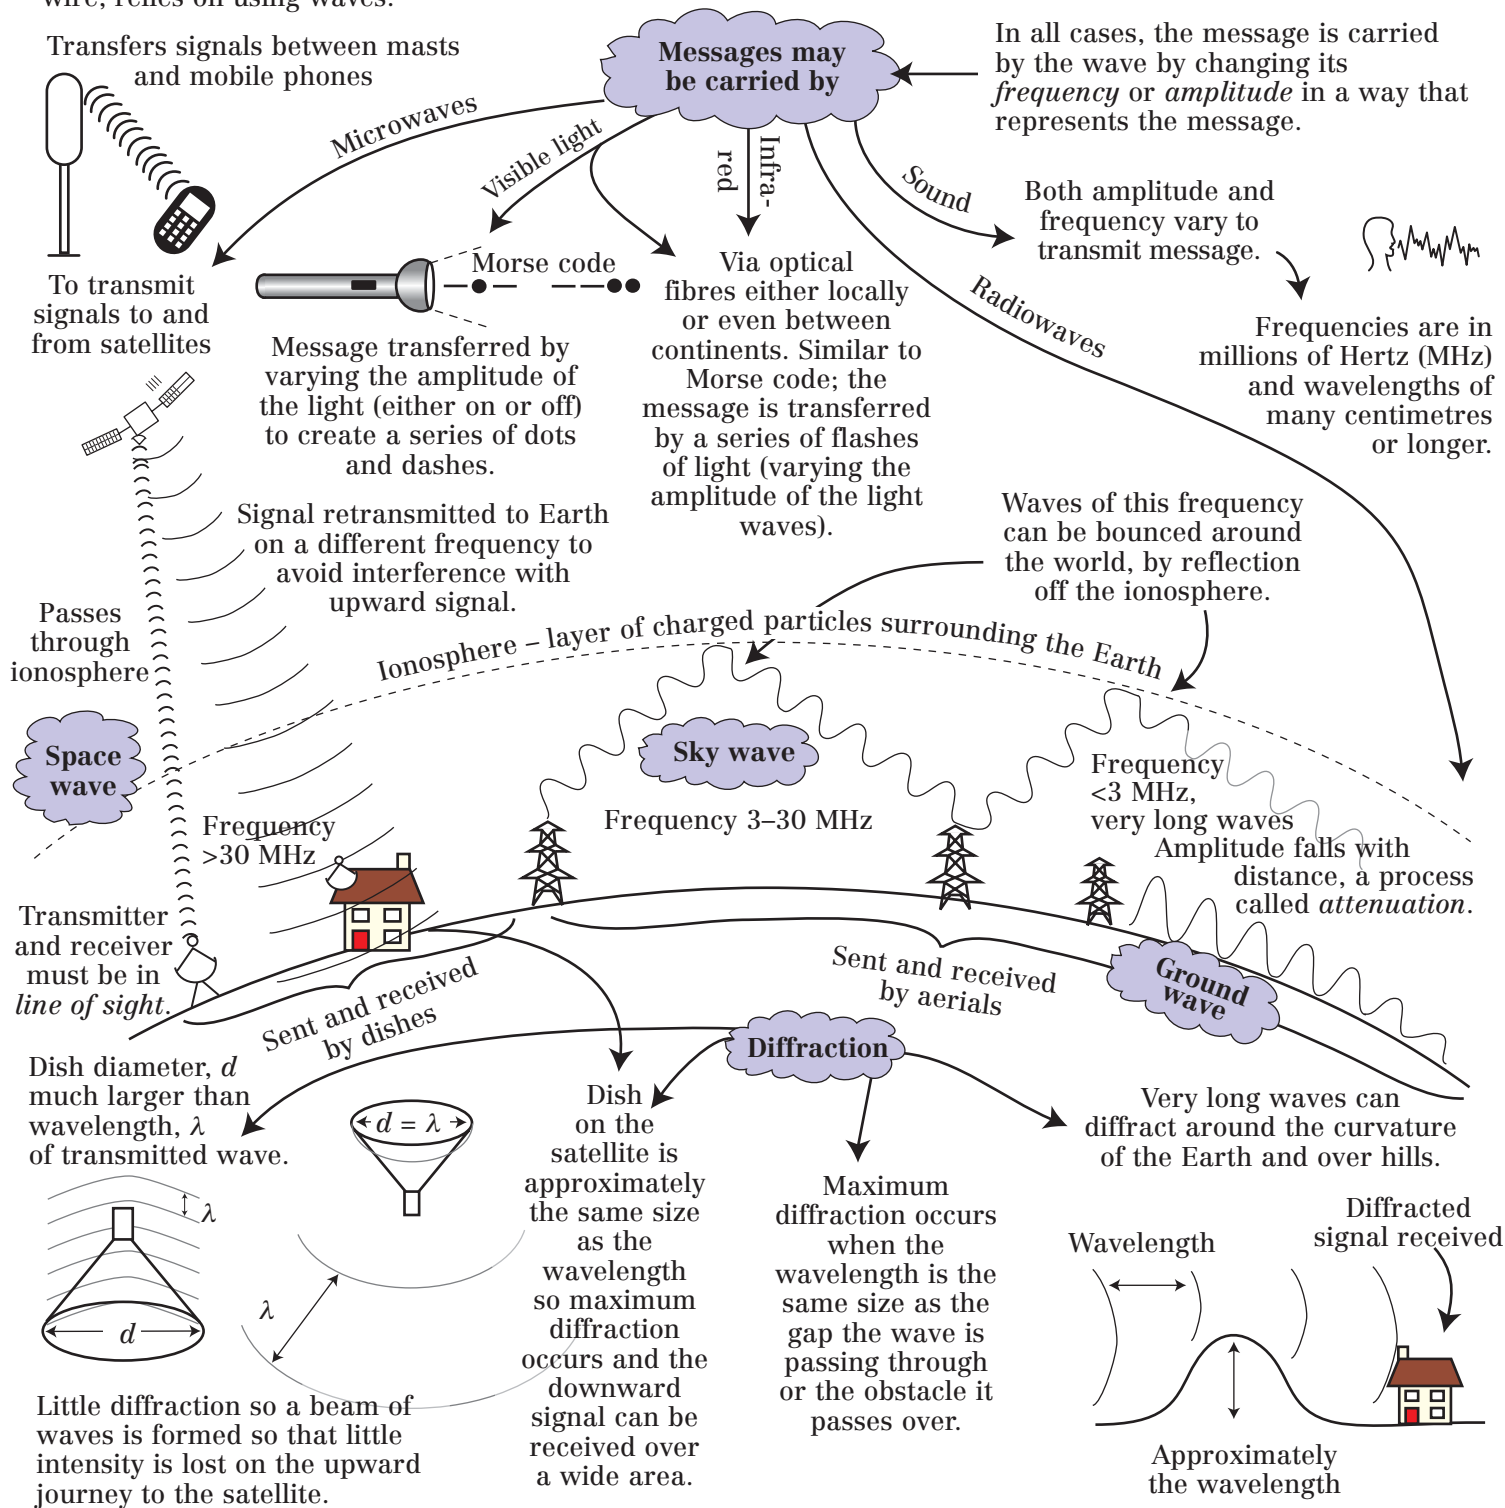 wire, relies on using waves.
Transfers signals between masts
and mobile phones
Messages may
be carried by
In all cases, the message is carried
by the wave by changing its
frequency or amplitude in a way that
represents the message.
Microwaves
Visible light
Infra-
red
Sound
Radiowaves
Both amplitude and
frequency vary to
transmit message.
Frequencies are in
millions of Hertz (MHz)
and wavelengths of
many centimetres
or longer.
To transmit
signals to and
from satellites
Morse code
Message transferred by
varying the amplitude of
the light (either on or off)
to create a series of dots
and dashes.
Via optical
fibres either locally
or even between
continents. Similar to
Morse code; the
message is transferred
by a series of flashes
of light (varying the
amplitude of the light
waves).
Signal retransmitted to Earth
on a different frequency to
avoid interference with
upward signal.
Waves of this frequency
can be bounced around
the world, by reflection
off the ionosphere.
Passes
through
ionosphere
Ionosphere – layer of charged particles surrounding the Earth
Space
wave
Sky wave
Frequency 3–30 MHz
Frequency
<3 MHz,
very long waves
Amplitude falls with
distance, a process
called attenuation.
Frequency
>30 MHz
Transmitter
and receiver
must be in
line of sight.
Sent and received
by dishes
Sent and received
by aerials
Ground
wave
Diffraction
Dish diameter, d
much larger than
wavelength, λ
of transmitted wave.
λ
d
d = λ
λ
Little diffraction so a beam of
waves is formed so that little
intensity is lost on the upward
journey to the satellite.
Dish
on the
satellite is
approximately
the same size
as the
wavelength
so maximum
diffraction
occurs and the
downward
signal can be
received over
a wide area.
Maximum
diffraction occurs
when the
wavelength is the
same size as the
gap the wave is
passing through
or the obstacle it
passes over.
Very long waves can
diffract around the curvature
of the Earth and over hills.
Wavelength
Diffracted
signal received
Approximately
the wavelength